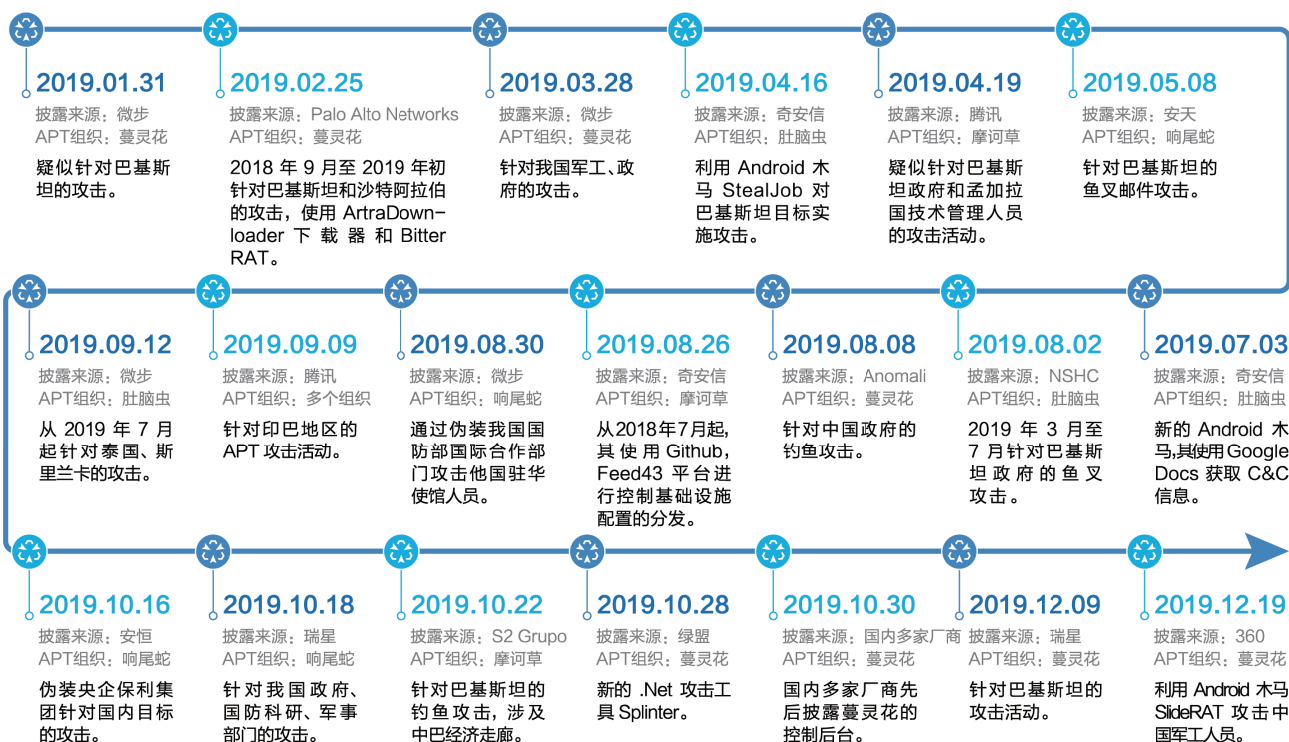 2019.01.31
披露来源：微步
APT组织：蔓灵花
疑似针对巴基斯
坦的攻击。
2019.02.25
披露来源：Palo Alto Networks
APT组织：蔓灵花
2018 年 9 月至 2019 年初
针对巴基斯坦和沙特阿拉伯
的攻击，使用 ArtraDown-
loader 下载器和 Bitter
RAT。
2019.03.28
披露来源：微步
APT组织：蔓灵花
针对我国军工、政
府的攻击。
2019.04.16
披露来源：奇安信
APT组织：肚脑虫
利用 Android 木
马 StealJob 对
巴基斯坦目标实
施攻击。
2019.04.19
披露来源：腾讯
APT组织：摩诃草
疑似针对巴基斯
坦政府和孟加拉
国技术管理人员
的攻击活动。
2019.05.08
披露来源：安天
APT组织：响尾蛇
针对巴基斯坦的
鱼叉邮件攻击。
2019.09.12
披露来源：微步
APT组织：肚脑虫
从 2019 年 7 月
起针对泰国、斯
里兰卡的攻击。
2019.09.09
披露来源：腾讯
APT组织：多个组织
针对印巴地区的
APT 攻击活动。
2019.08.30
披露来源：微步
APT组织：响尾蛇
通过伪装我国国
防部国际合作部
门攻击他国驻华
使馆人员。
2019.08.26
披露来源：奇安信
APT组织：摩诃草
从2018年7月起，
其使用 Github，
Feed43 平台进
行控制基础设施
配置的分发。
2019.08.08
披露来源：Anomali
APT组织：蔓灵花
针对中国政府的
钓鱼攻击。
2019.08.02
披露来源：NSHC
APT组织：肚脑虫
2019 年 3 月至
7 月针对巴基斯
坦政府的鱼叉
攻击。
2019.07.03
披露来源：奇安信
APT组织：肚脑虫
新的 Android 木
马，其使用 Google
Docs 获取 C&C
信息。
2019.10.16
披露来源：安恒
APT组织：响尾蛇
伪装央企保利集
团针对国内目标
的攻击。
2019.10.18
披露来源：瑞星
APT组织：响尾蛇
针对我国政府、
国防科研、军事
部门的攻击。
2019.10.22
披露来源：S2 Grupo
APT组织：摩诃草
针对巴基斯坦的
钓鱼攻击，涉及
中巴经济走廊。
2019.10.28
披露来源：绿盟
APT组织：蔓灵花
新的 .Net 攻击工
具 Splinter。
2019.10.30
披露来源：国内多家厂商
APT组织：蔓灵花
国内多家厂商先
后披露蔓灵花的
控制后台。
2019.12.09
披露来源：瑞星
APT组织：蔓灵花
针对巴基斯坦的
攻击活动。
2019.12.19
披露来源：360
APT组织：蔓灵花
利用 Android 木马
SlideRAT 攻击中
国军工人员。